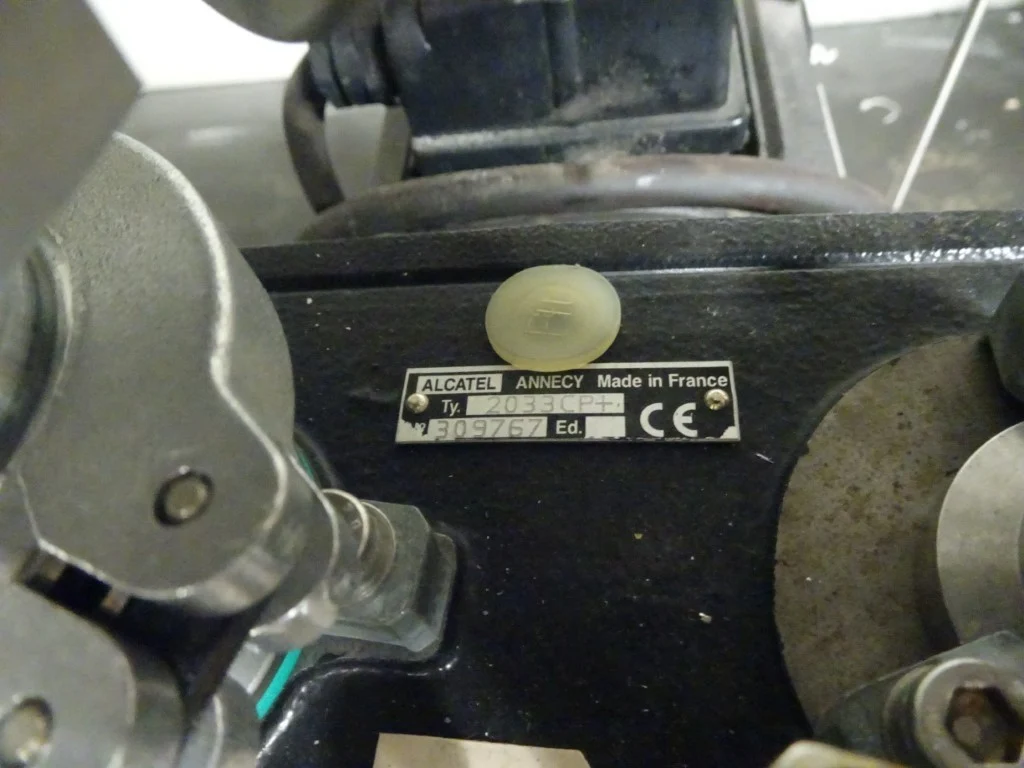 ALCATEL ANNECY Made in France
Ty. 2033CP+
309767 Ed. CE